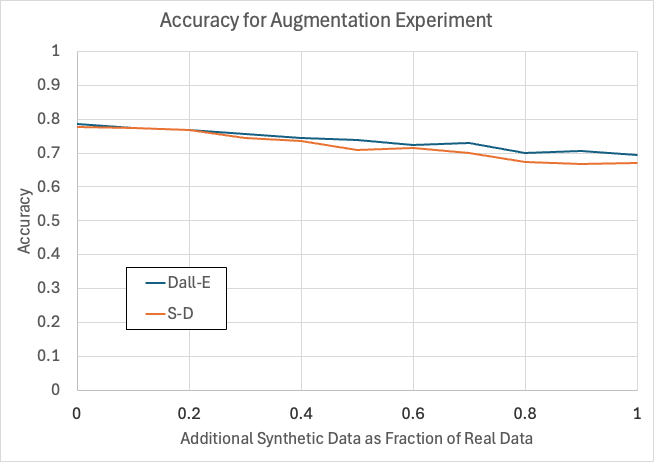 Accuracy for Augmentation Experiment
1
0.9
0.8
0.7
0.6
0.5
0.4
0.3
0.2
0.1
0
Accuracy
Dall-E
S-D
0 0.2 0.4 0.6 0.8 1
Additional Synthetic Data as Fraction of Real Data